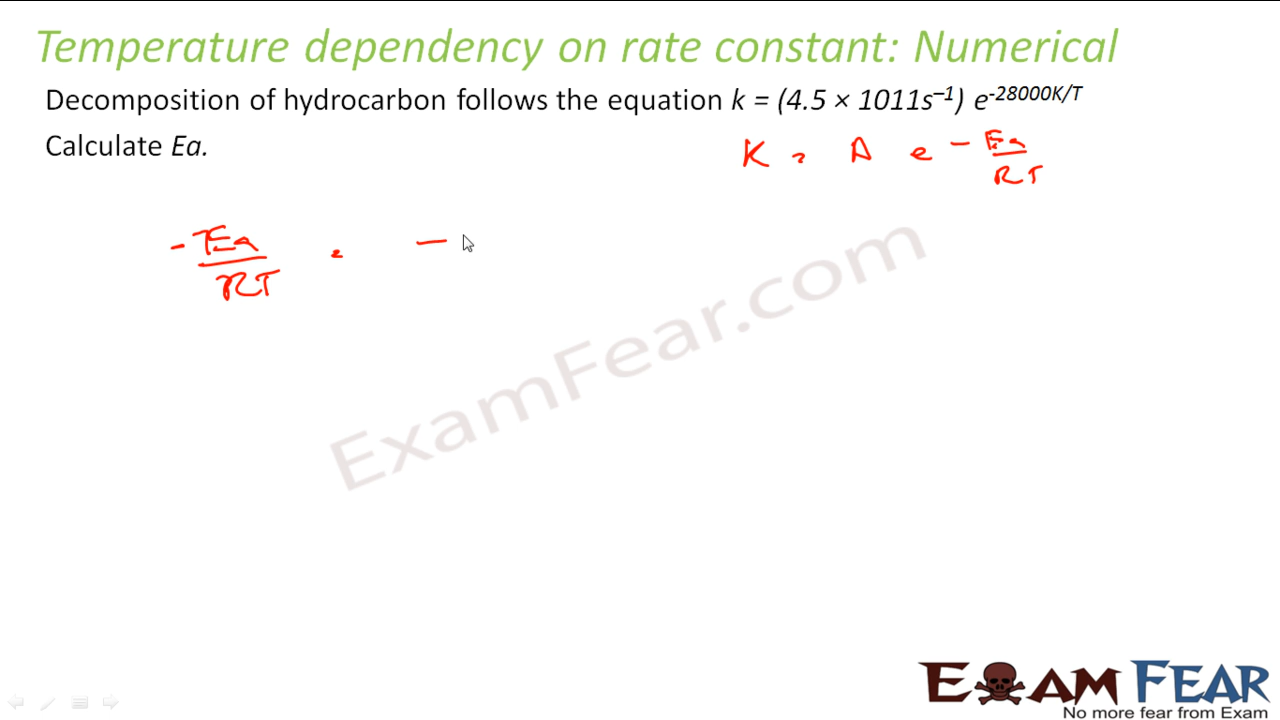 Temperature dependency on rate constant: Numerical
Decomposition of hydrocarbon follows the equation k = (4.5 × 1011s⁻¹) e⁻²⁸⁰⁰⁰ᴷ/ᵀ
Calculate Ea.
K = A e - Ea/RT
- Ea/RT = -
ExamFear.com
EXAM FEAR
No more fear from Exam